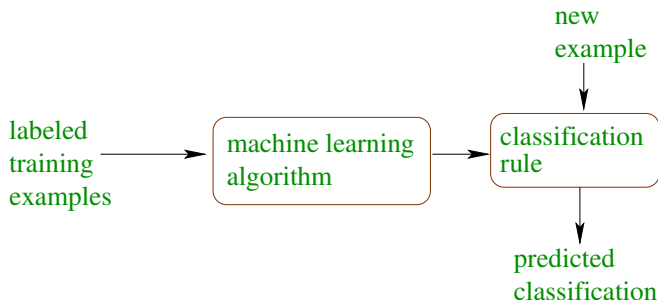 new
example
labeled
training
examples
machine learning
algorithm
classification
rule
predicted
classification